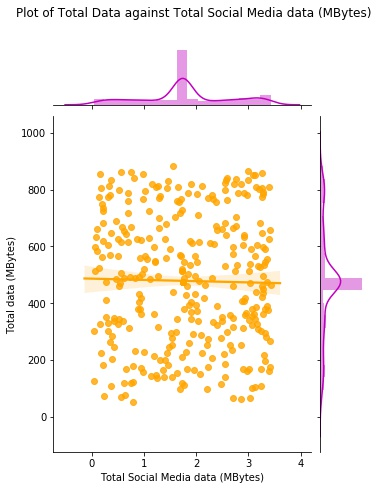 Plot of Total Data against Total Social Media data (MBytes)
1000
800
600
400
200
0
Total data (MBytes)
0 1 2 3 4
Total Social Media data (MBytes)